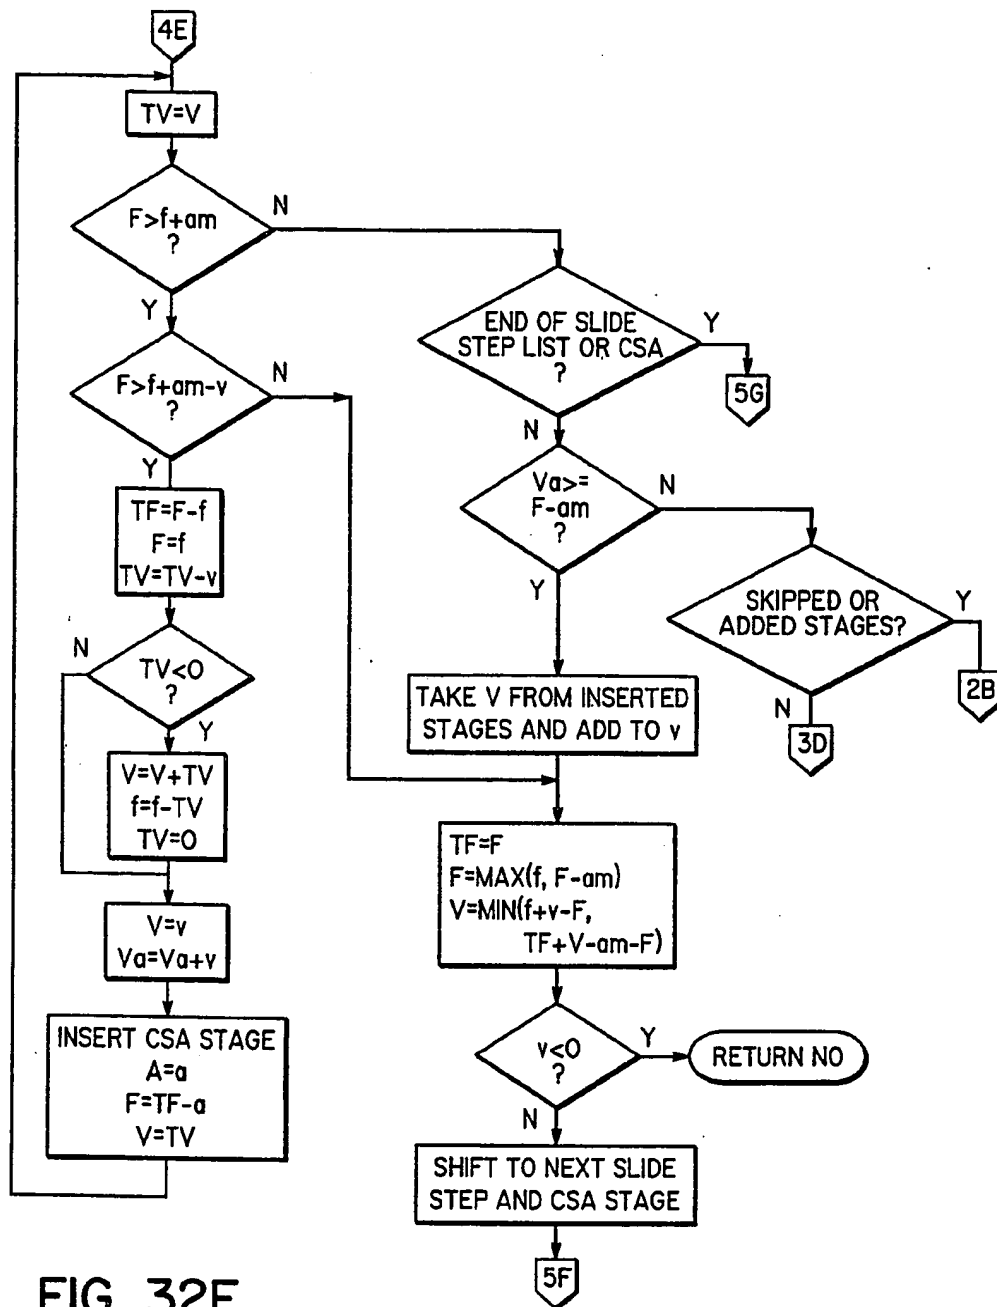 4E
TV=V
F>f+am
?
N
Y
F>f+am-v
?
N
Y
TF=F-f
F=f
TV=TV-v
N
TV<0
?
Y
V=V+TV
f=f-TV
TV=0
V=v
Va=Va+v
INSERT CSA STAGE
A=a
F=TF-a
V=TV
END OF SLIDE
STEP LIST OR CSA
?
Y
5G
N
Va>=
F-am
?
N
Y
SKIPPED OR
ADDED STAGES?
Y
2B
N
3D
TAKE V FROM INSERTED
STAGES AND ADD TO v
TF=F
F=MAX(f, F-am)
V=MIN(f+v-F,
TF+V-am-F)
v<0
?
Y
RETURN NO
N
SHIFT TO NEXT SLIDE
STEP AND CSA STAGE
5F